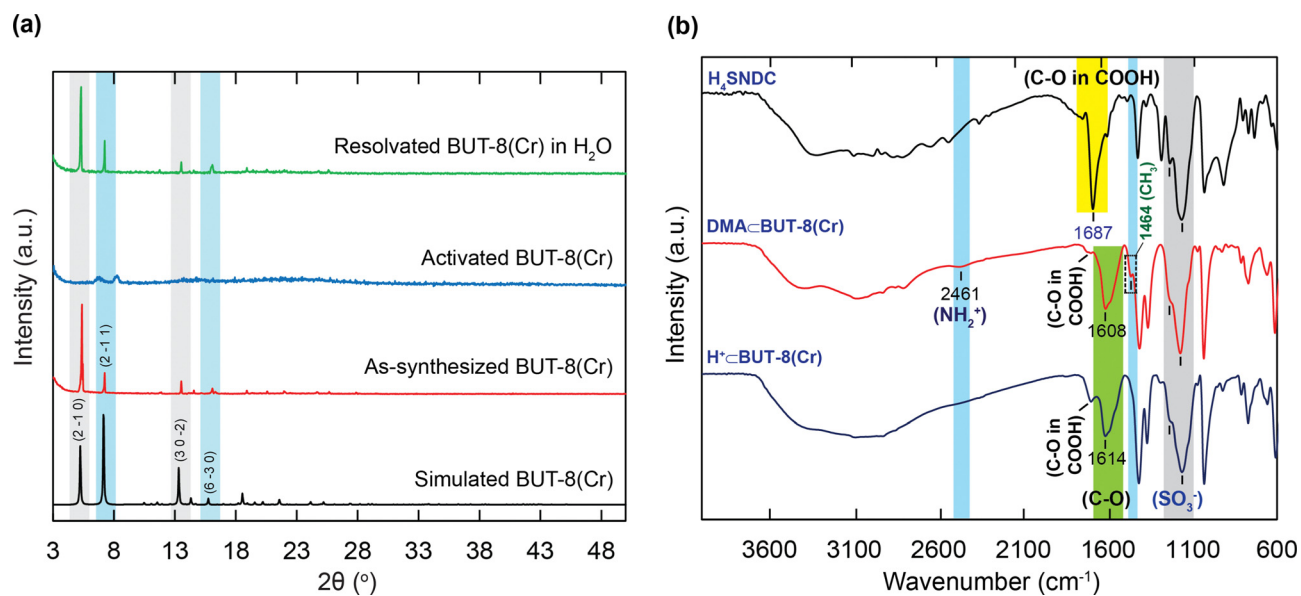 (a)
Intensity (a.u.)
Resolvated BUT-8(Cr) in H₂O
Activated BUT-8(Cr)
As-synthesized BUT-8(Cr)
Simulated BUT-8(Cr)
(2 -1 0)
(2 -1 1)
(3 0 -2)
(6 -3 0)
3 8 13 18 23 28 33 38 43 48
2θ (°)
(b)
Intensity (a.u.)
H₄SNDC
(C-O in COOH)
1687
1464 (CH₃)
DMA⊂BUT-8(Cr)
2461
(NH₂⁺)
(C-O in
COOH)
1608
H⁺⊂BUT-8(Cr)
(C-O in
COOH)
1614
(C-O)
(SO₃⁻)
3600 3100 2600 2100 1600 1100 600
Wavenumber (cm⁻¹)